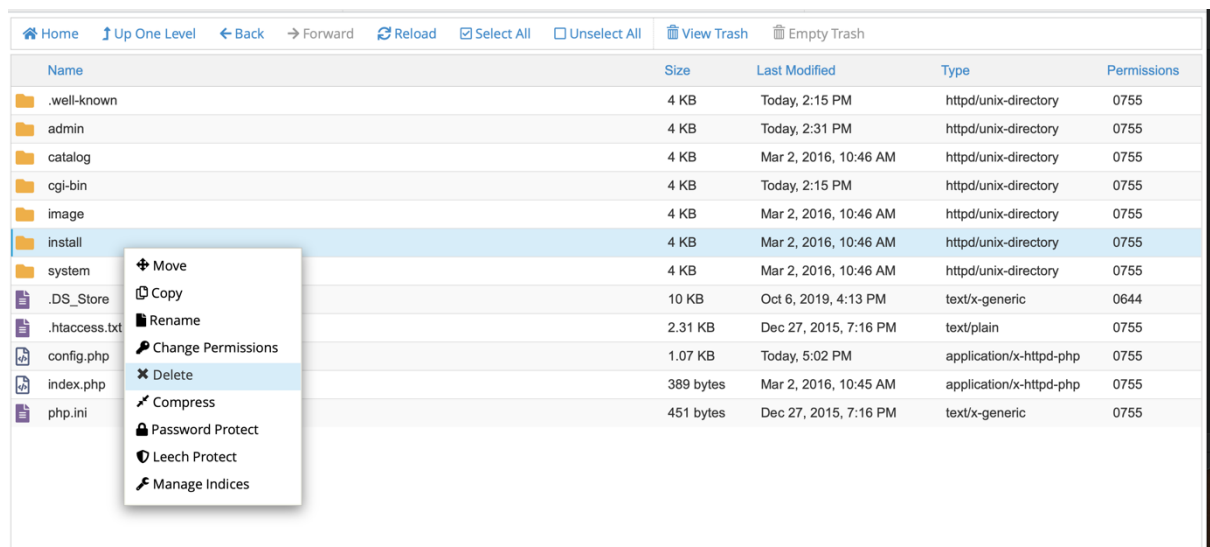 Home Up One Level Back Forward Reload Select All Unselect All View Trash Empty Trash
Name Size Last Modified Type Permissions
.well-known 4 KB Today, 2:15 PM httpd/unix-directory 0755
admin 4 KB Today, 2:31 PM httpd/unix-directory 0755
catalog 4 KB Mar 2, 2016, 10:46 AM httpd/unix-directory 0755
cgi-bin 4 KB Today, 2:15 PM httpd/unix-directory 0755
image 4 KB Mar 2, 2016, 10:46 AM httpd/unix-directory 0755
install 4 KB Mar 2, 2016, 10:46 AM httpd/unix-directory 0755
system 4 KB Mar 2, 2016, 10:46 AM httpd/unix-directory 0755
.DS_Store 10 KB Oct 6, 2019, 4:13 PM text/x-generic 0644
.htaccess.txt 2.31 KB Dec 27, 2015, 7:16 PM text/plain 0755
config.php 1.07 KB Today, 5:02 PM application/x-httpd-php 0755
index.php 389 bytes Mar 2, 2016, 10:45 AM application/x-httpd-php 0755
php.ini 451 bytes Dec 27, 2015, 7:16 PM text/x-generic 0755
Move
Copy
Rename
Change Permissions
Delete
Compress
Password Protect
Leech Protect
Manage Indices